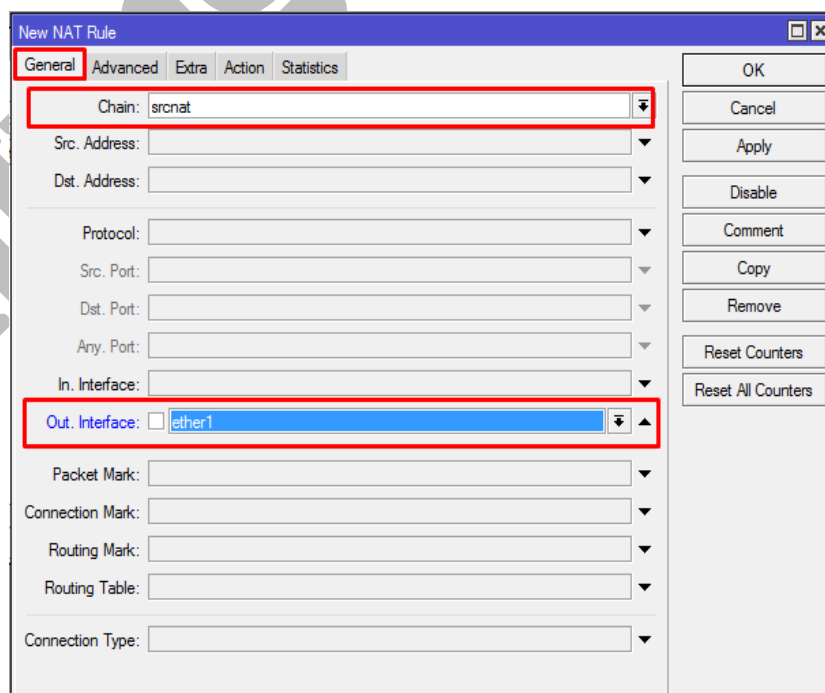 New NAT Rule
General Advanced Extra Action Statistics
OK
Chain: srcnat
Cancel
Src. Address:
Apply
Dst. Address:
Disable
Protocol:
Comment
Src. Port:
Copy
Dst. Port:
Remove
Any. Port:
Reset Counters
In. Interface:
Reset All Counters
Out. Interface: ether1
Packet Mark:
Connection Mark:
Routing Mark:
Routing Table:
Connection Type: